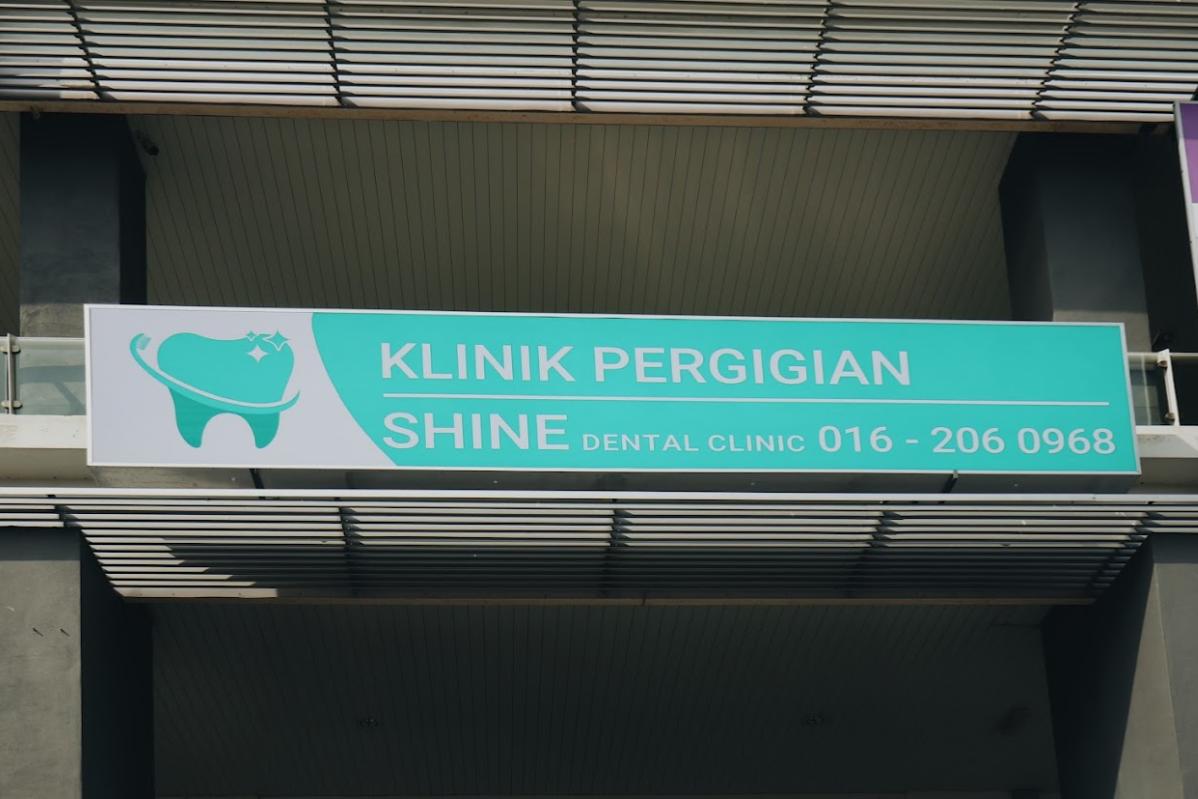 KLINIK PERGIGIAN
SHINE DENTAL CLINIC 016 - 206 0968